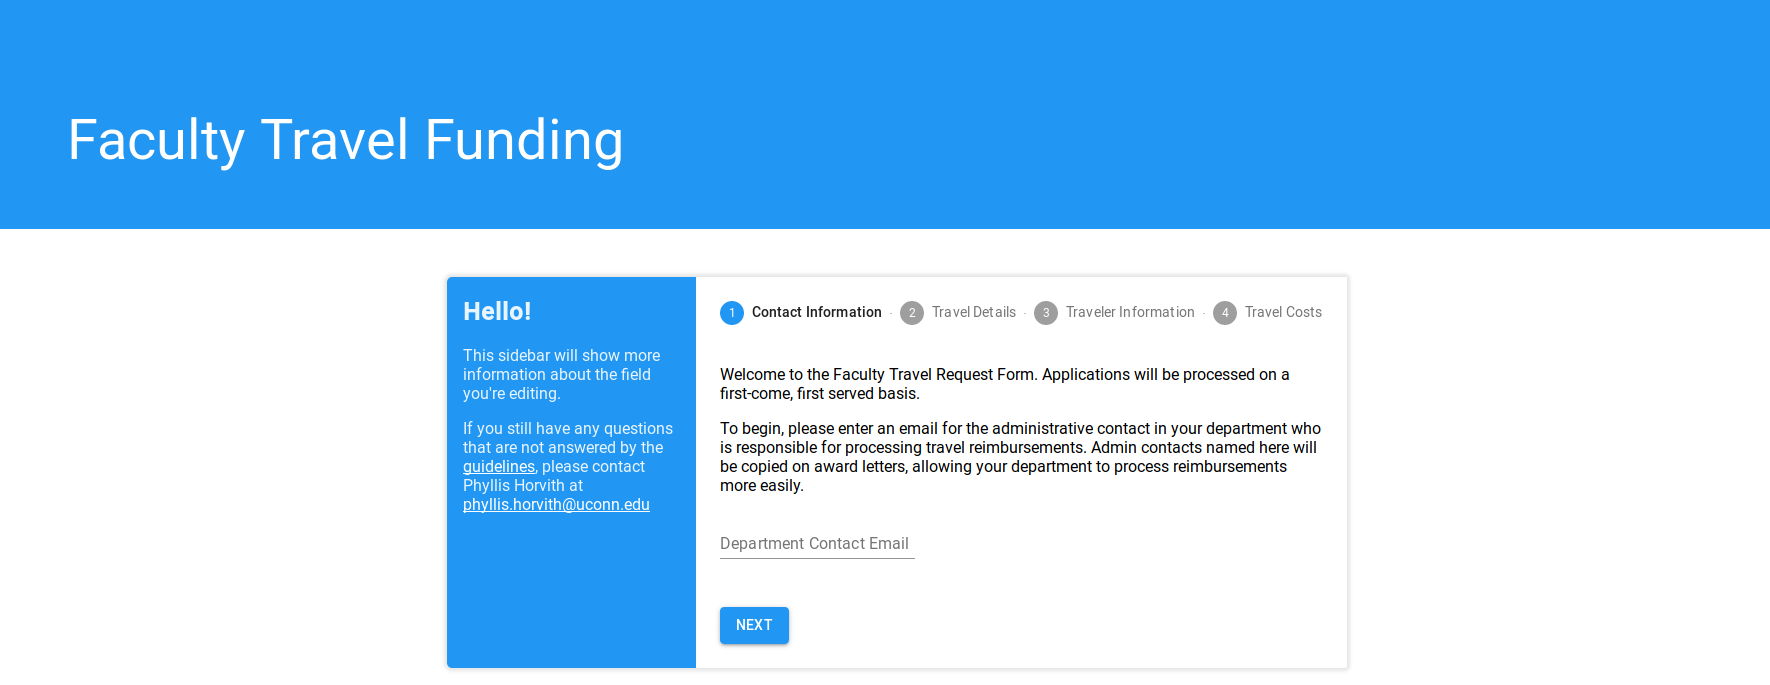 Faculty Travel Funding
Hello!
This sidebar will show more
information about the field
you're editing.
If you still have any questions
that are not answered by the
guidelines, please contact
Phyllis Horvith at
phyllis.horvith@uconn.edu
1 Contact Information 2 Travel Details 3 Traveler Information 4 Travel Costs
Welcome to the Faculty Travel Request Form. Applications will be processed on a
first-come, first served basis.
To begin, please enter an email for the administrative contact in your department who
is responsible for processing travel reimbursements. Admin contacts named here will
be copied on award letters, allowing your department to process reimbursements
more easily.
Department Contact Email
NEXT